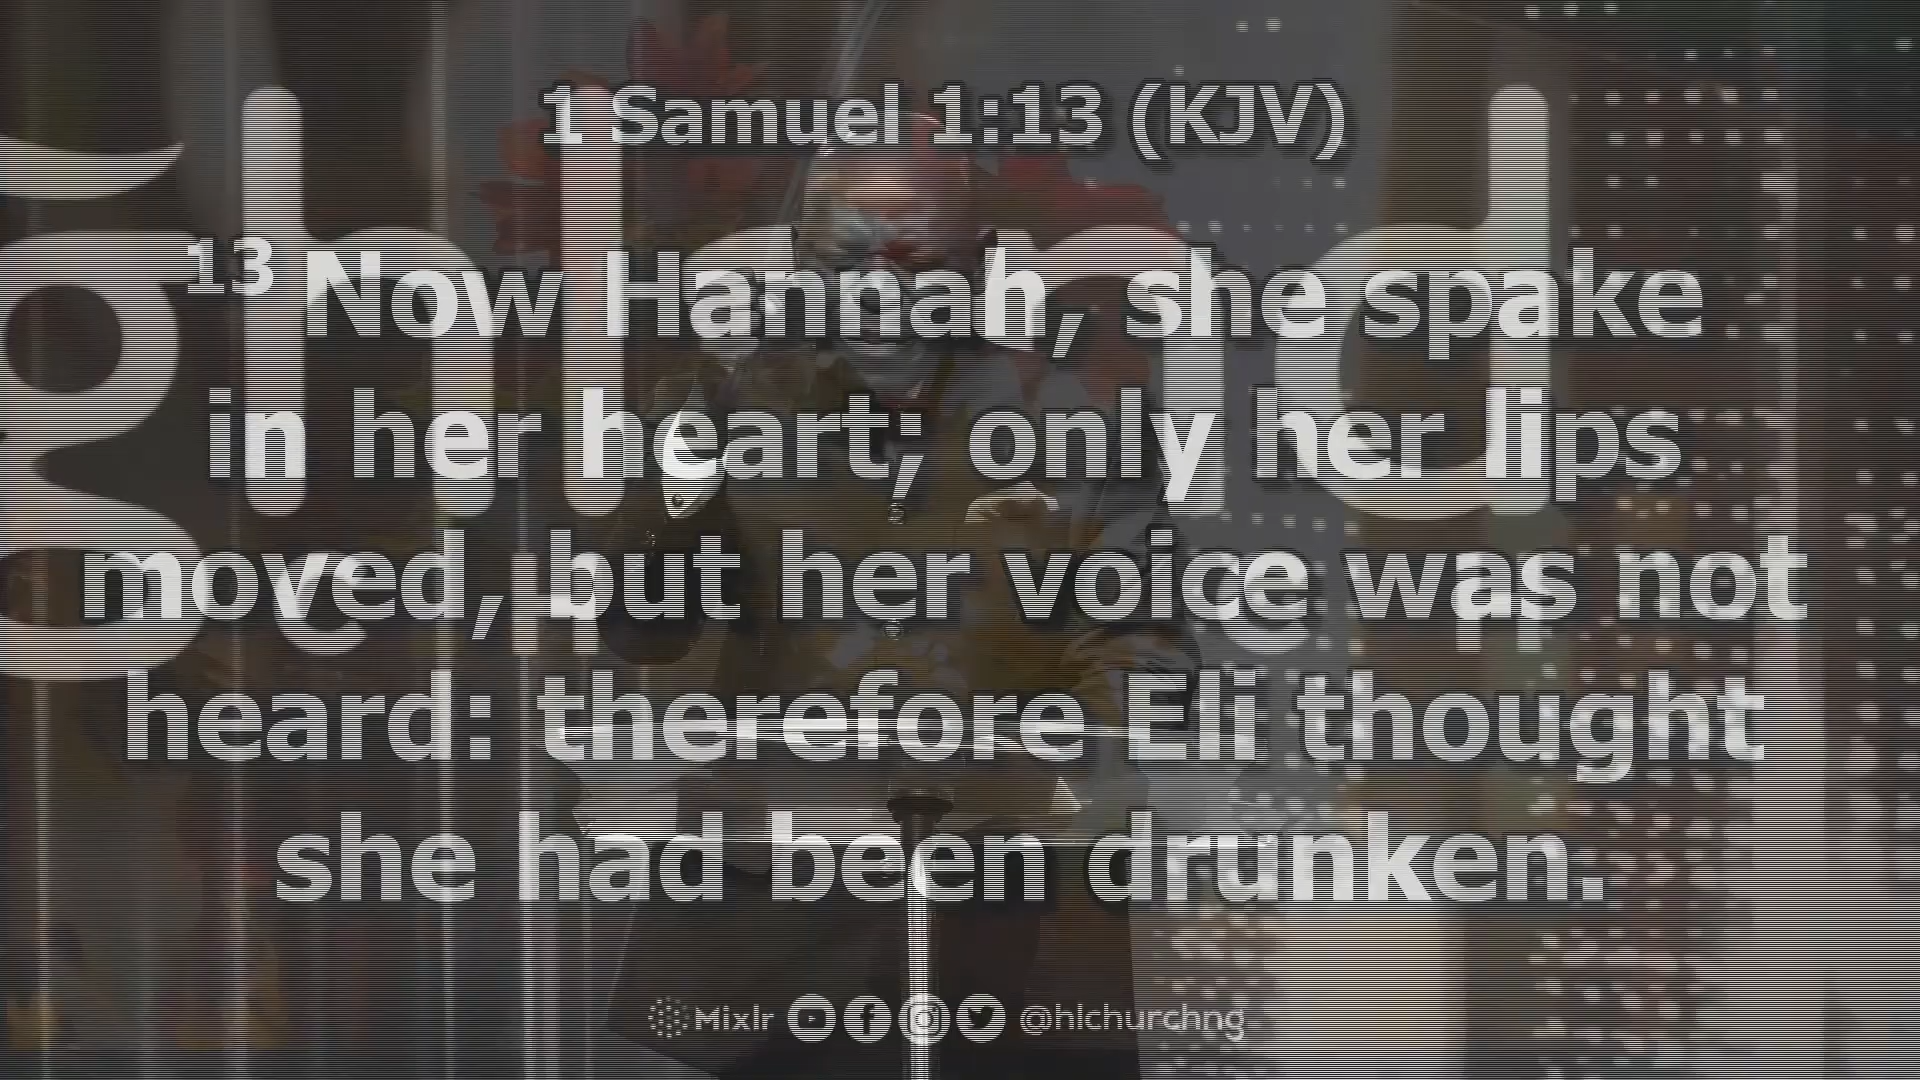 1 Samuel 1:13 (KJV)
13 Now Hannah, she spake
in her heart; only her lips
moved, but her voice was not
heard: therefore Eli thought
she had been drunken.
Mixlr @hlchurchng